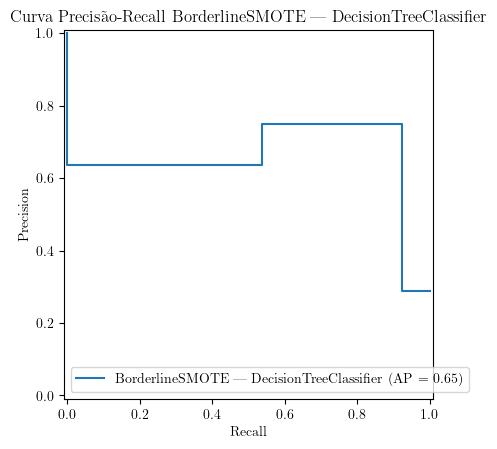 Curva Precisão-Recall BorderlineSMOTE — DecisionTreeClassifier
1.0
0.8
0.6
0.4
0.2
0.0
Precision
BorderlineSMOTE — DecisionTreeClassifier (AP = 0.65)
0.0 0.2 0.4 0.6 0.8 1.0
Recall